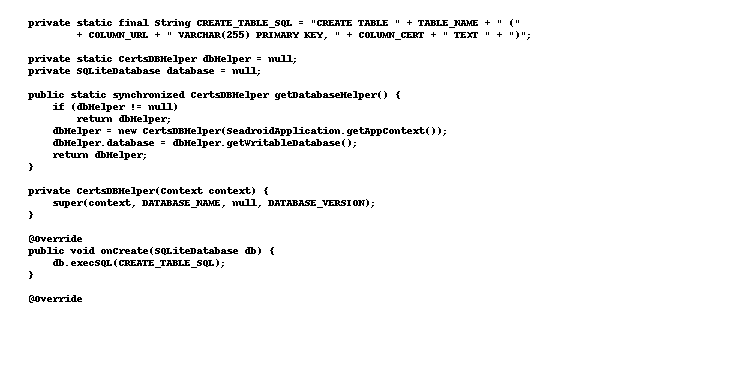 private static final String CREATE_TABLE_SQL = "CREATE TABLE " + TABLE_NAME + " ("
        + COLUMN_URL + " VARCHAR(255) PRIMARY KEY, " + COLUMN_CERT + " TEXT " + ")";

private static CertsDBHelper dbHelper = null;
private SQLiteDatabase database = null;

public static synchronized CertsDBHelper getDatabaseHelper() {
    if (dbHelper != null)
        return dbHelper;
    dbHelper = new CertsDBHelper(SeadroidApplication.getAppContext());
    dbHelper.database = dbHelper.getWritableDatabase();
    return dbHelper;
}

private CertsDBHelper(Context context) {
    super(context, DATABASE_NAME, null, DATABASE_VERSION);
}

@Override
public void onCreate(SQLiteDatabase db) {
    db.execSQL(CREATE_TABLE_SQL);
}

@Override